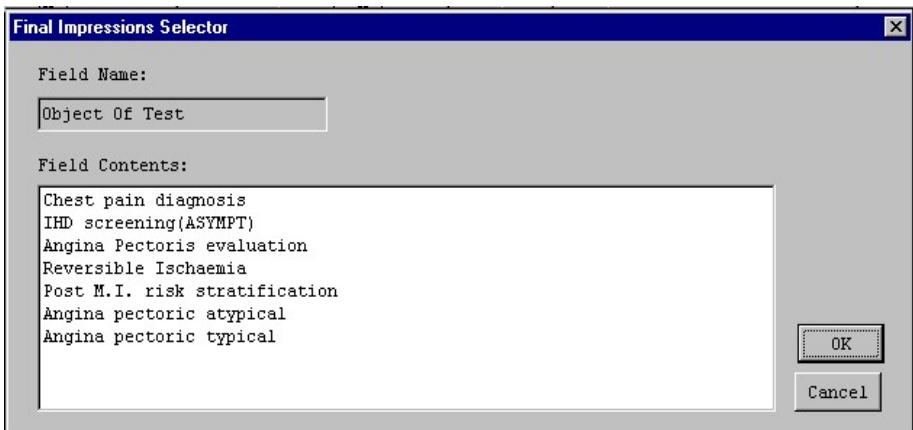 Final Impressions Selector
Field Name:
Object Of Test
Field Contents:
Chest pain diagnosis
IHD screening(ASYMPT)
Angina Pectoris evaluation
Reversible Ischaemia
Post M.I. risk stratification
Angina pectoric atypical
Angina pectoric typical
OK
Cancel